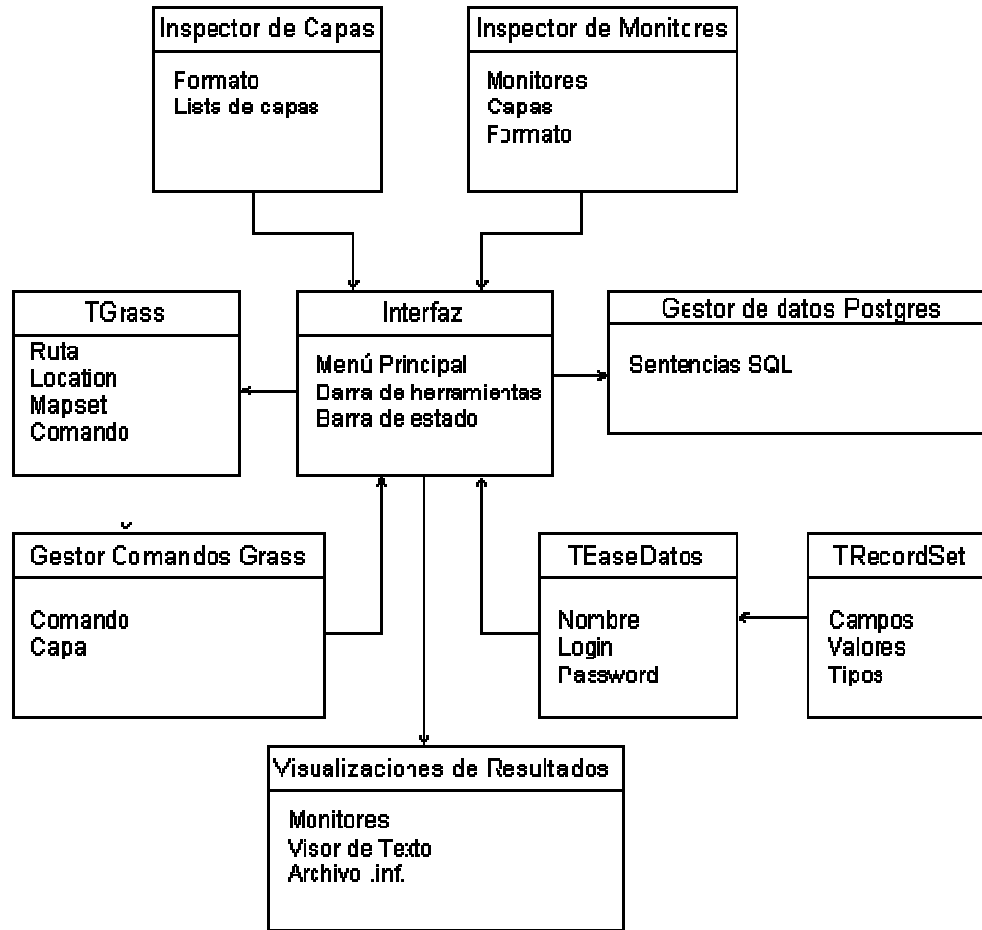 Inspector de Capas
Formato
Lists de capas
Inspector de Monitores
Monitores
Capas
Formato
TGrass
Ruta
Location
Mapset
Comando
Interfaz
Menú Principal
Barra de herramientas
Barra de estado
Gestor de datos Postgres
Sentencias SQL
Gestor Comandos Grass
Comando
Capa
TEaseDatos
Nombre
Login
Password
TRecordSet
Campos
Valores
Tipos
Visualizaciones de Resultados
Monitores
Visor de Texto
Archivo .inf.